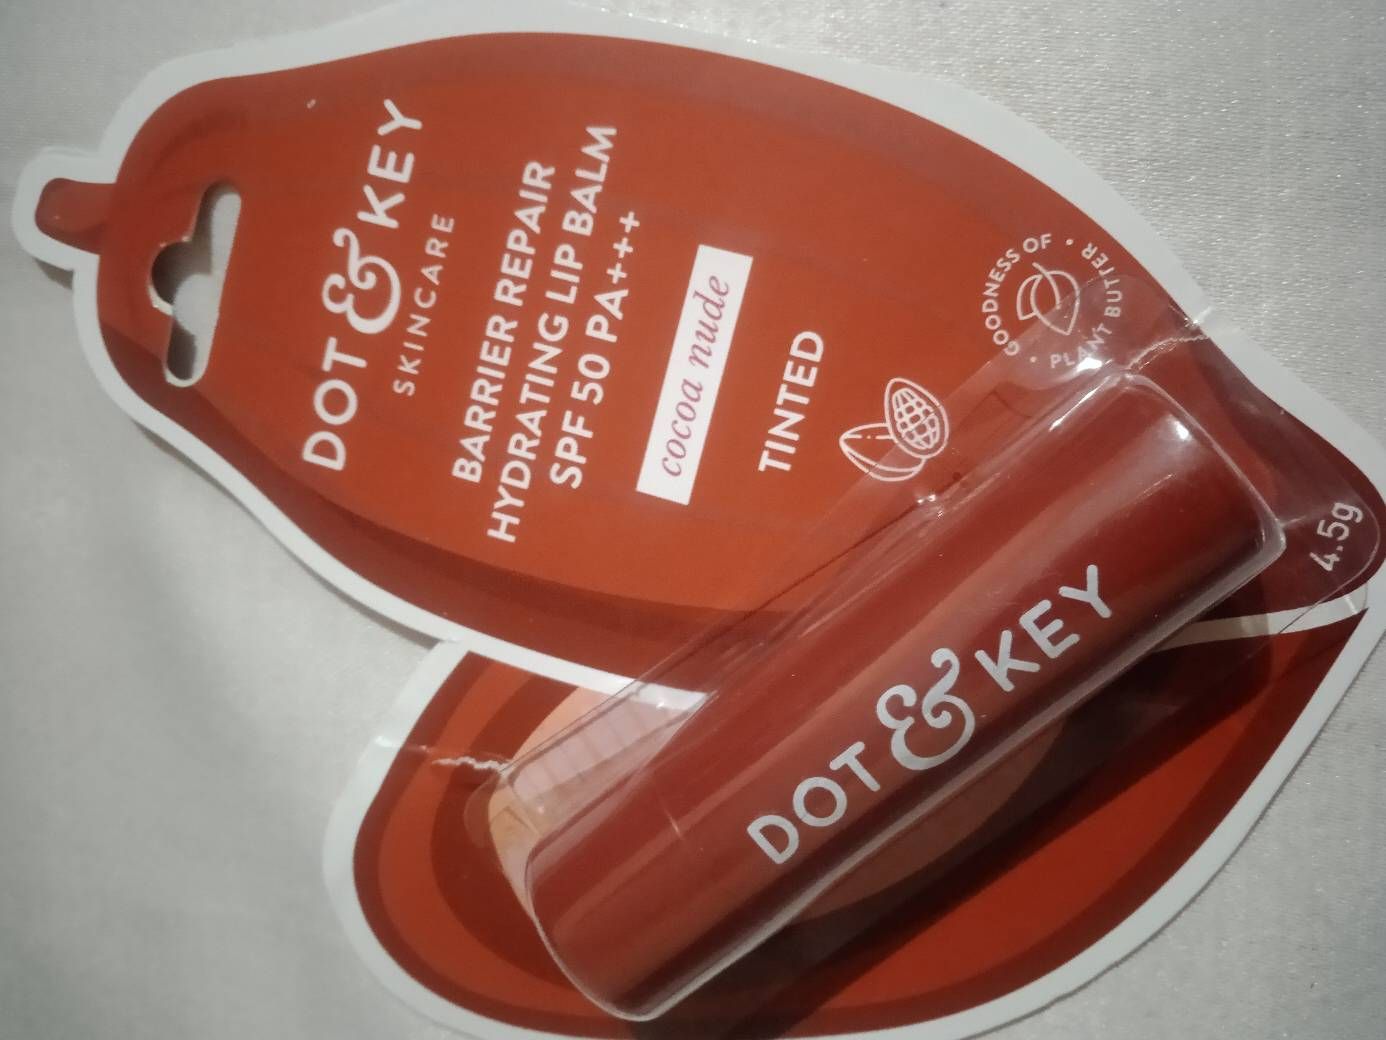 DOT & KEY
SKINCARE
BARRIER REPAIR
HYDRATING LIP BALM
SPF 50 PA+++
cocoa nude
TINTED
GOODNESS OF
• PLANT BUTTER •
DOT & KEY
4.5g